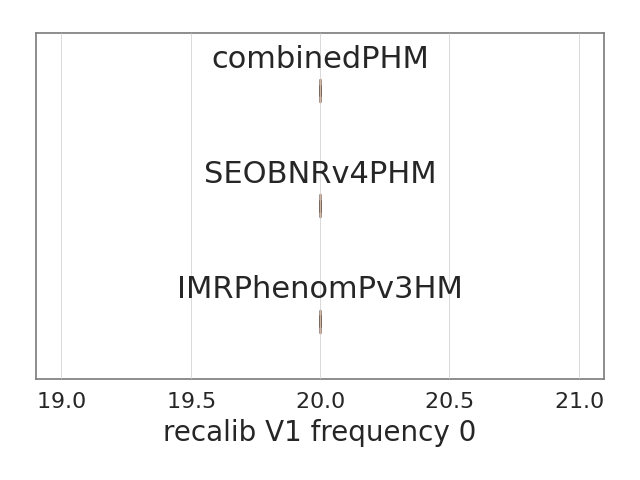 combinedPHM
SEOBNRv4PHM
IMRPhenomPv3HM
19.0 19.5 20.0 20.5 21.0
recalib V1 frequency 0